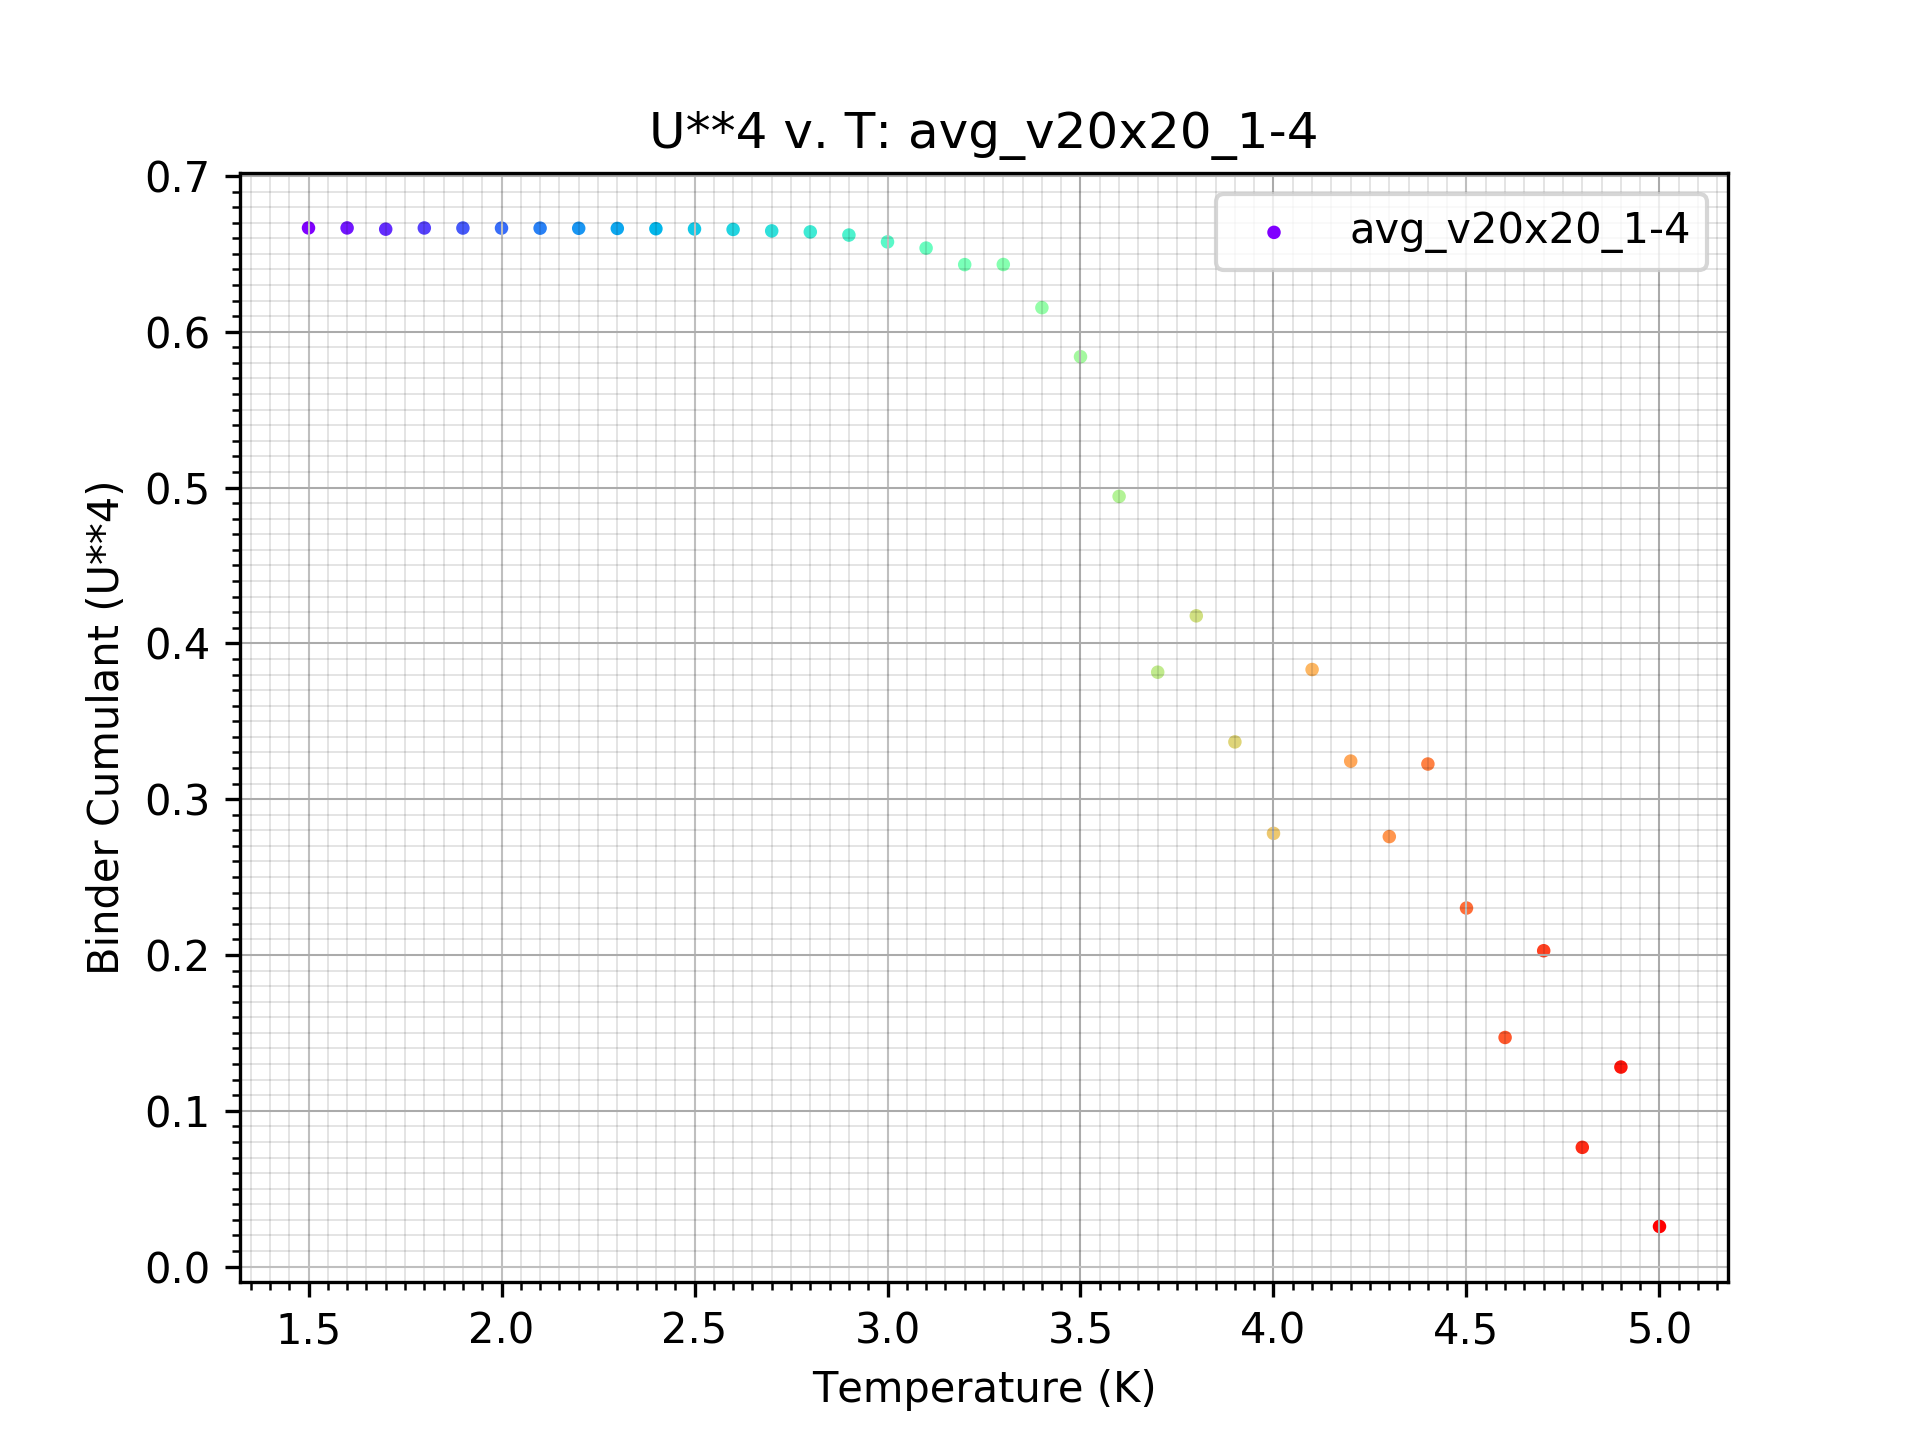 U**4 v. T: avg_v20x20_1-4
avg_v20x20_1-4
Binder Cumulant (U**4)
0.7
0.6
0.5
0.4
0.3
0.2
0.1
0.0
1.5 2.0 2.5 3.0 3.5 4.0 4.5 5.0
Temperature (K)